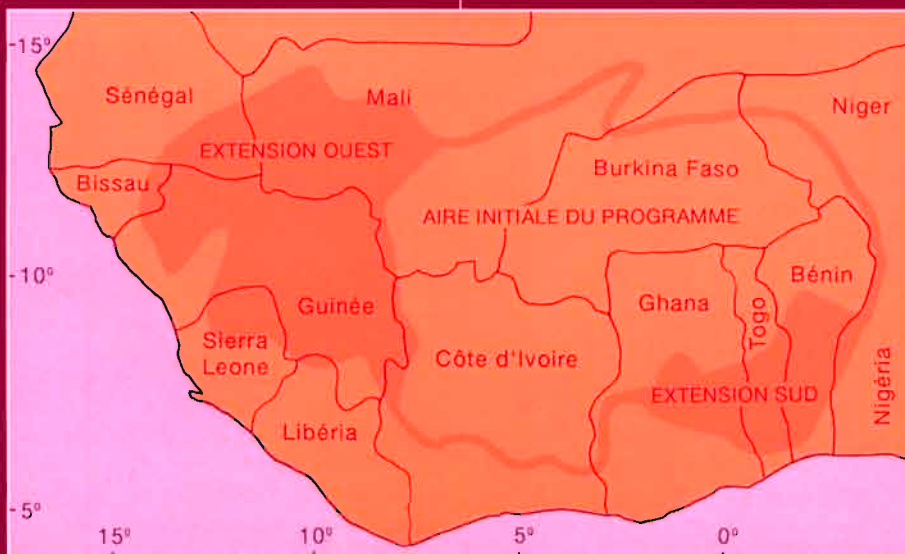 15°
Sénégal
Mali
Niger
EXTENSION OUEST
Bissau
Burkina Faso
AIRE INITIALE DU PROGRAMME
10°
Bénin
Guinée
Ghana
Togo
Sierra
Leone
Côte d'Ivoire
EXTENSION SUD
Nigéria
Libéria
5°
15°
10°
5°
0°